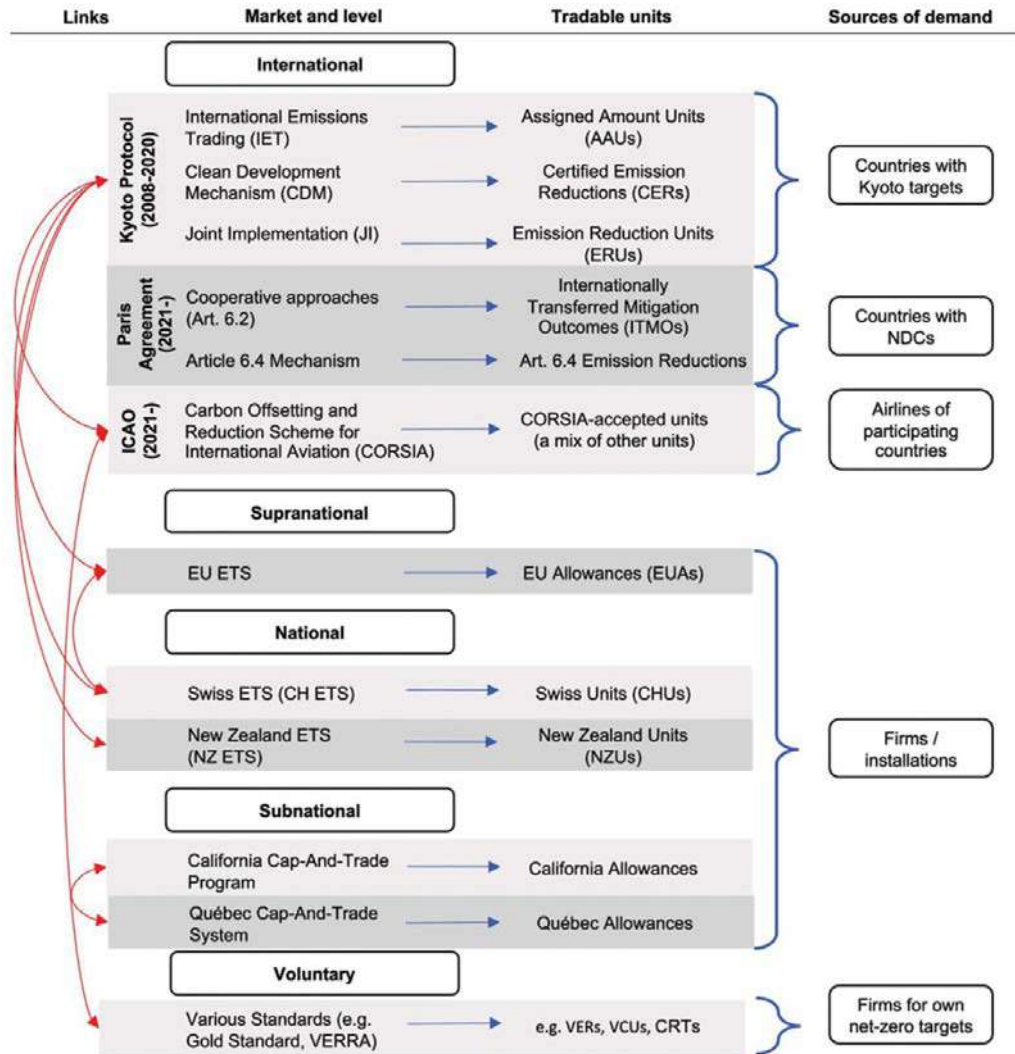 Links Market and level Tradable units Sources of demand
International
Kyoto Protocol
(2008-2020)
International Emissions
Trading (IET)
Assigned Amount Units
(AAUs)
Clean Development
Mechanism (CDM)
Certified Emission
Reductions (CERs)
Joint Implementation (JI)
Emission Reduction Units
(ERUs)
Countries with
Kyoto targets
Paris
Agreement
(2021-)
Cooperative approaches
(Art. 6.2)
Internationally
Transferred Mitigation
Outcomes (ITMOs)
Article 6.4 Mechanism
Art. 6.4 Emission Reductions
Countries with
NDCs
ICAO
(2021-)
Carbon Offsetting and
Reduction Scheme for
International Aviation (CORSIA)
CORSIA-accepted units
(a mix of other units)
Airlines of
participating
countries
Supranational
EU ETS
EU Allowances (EUAs)
National
Swiss ETS (CH ETS)
Swiss Units (CHUs)
New Zealand ETS
(NZ ETS)
New Zealand Units
(NZUs)
Firms /
installations
Subnational
California Cap-And-Trade
Program
California Allowances
Québec Cap-And-Trade
System
Québec Allowances
Voluntary
Various Standards (e.g.
Gold Standard, VERRA)
e.g. VERs, VCUs, CRTs
Firms for own
net-zero targets